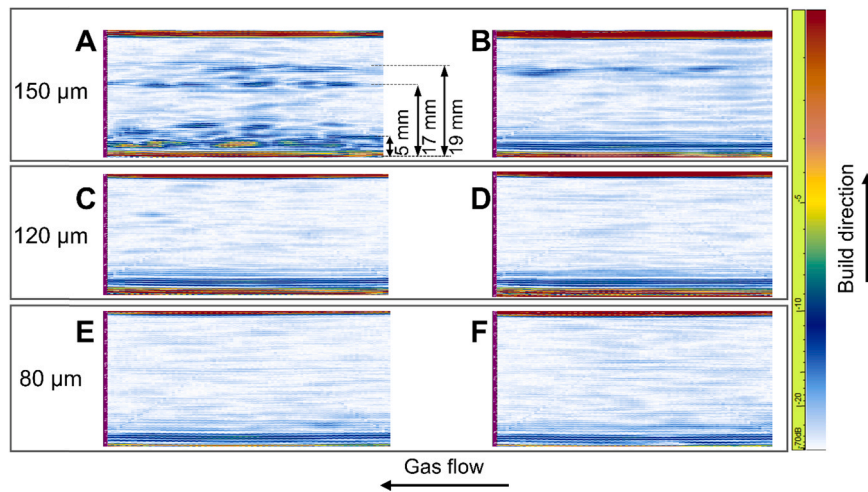 A
B
150 µm
5 mm
17 mm
19 mm
C
D
120 µm
E
F
80 µm
-5
-10
-20
-70dB
Build direction
Gas flow